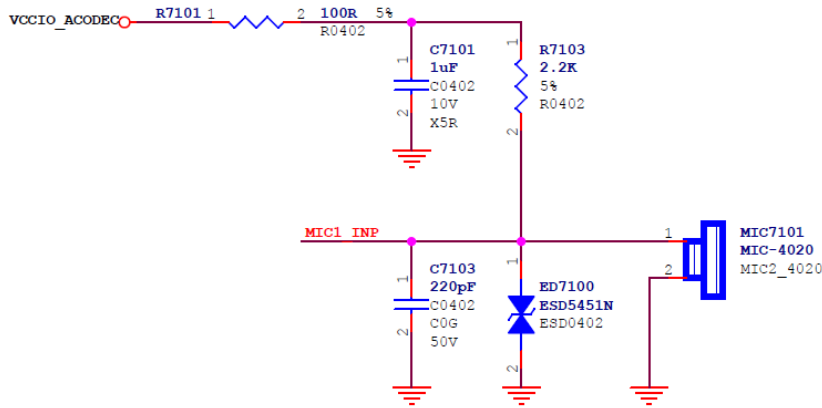 VCCIO_ACODEC R7101 1 2 100R 5%
R0402
1 C7101
1uF
C0402
10V
2 X5R
1 R7103
2.2K
5%
R0402
2
MIC1_INP
1 C7103
220pF
C0402
C0G
2 50V
1 ED7100
ESD5451N
ESD0402
2
1 MIC7101
MIC-4020
2 MIC2_4020